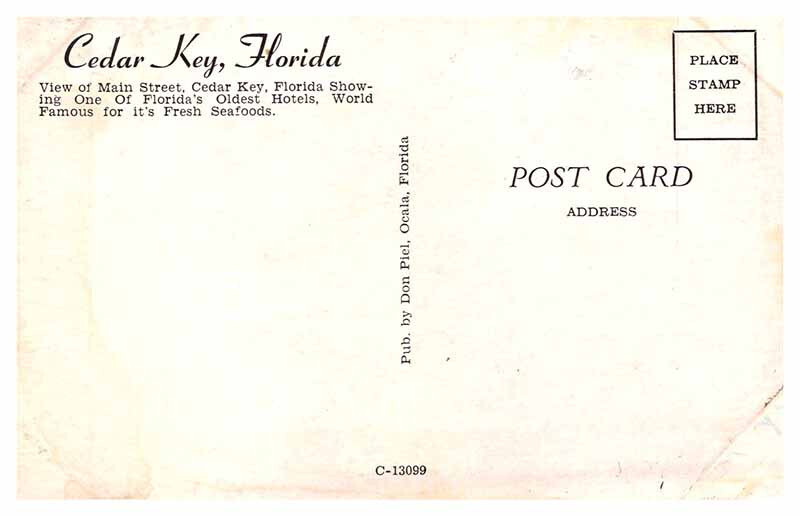 Cedar Key, Florida
View of Main Street, Cedar Key, Florida Show-
ing One Of Florida's Oldest Hotels, World
Famous for it's Fresh Seafoods.
PLACE
STAMP
HERE
POST CARD
ADDRESS
Pub. by Don Piel, Ocala, Florida
C-13099